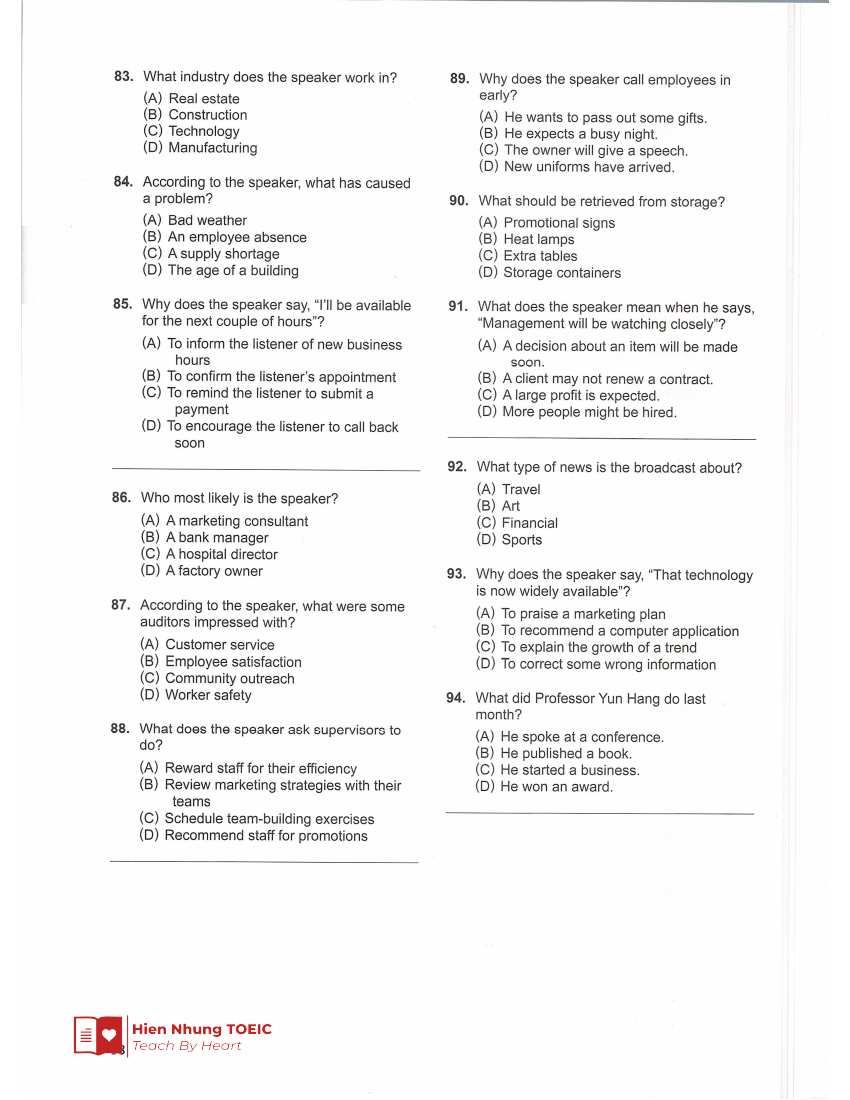 83. What industry does the speaker work in?
(A) Real estate
(B) Construction
(C) Technology
(D) Manufacturing
84. According to the speaker, what has caused
a problem?
(A) Bad weather
(B) An employee absence
(C) A supply shortage
(D) The age of a building
85. Why does the speaker say, “I’ll be available
for the next couple of hours”?
(A) To inform the listener of new business
hours
(B) To confirm the listener’s appointment
(C) To remind the listener to submit a
payment
(D) To encourage the listener to call back
soon
86. Who most likely is the speaker?
(A) A marketing consultant
(B) A bank manager
(C) A hospital director
(D) A factory owner
87. According to the speaker, what were some
auditors impressed with?
(A) Customer service
(B) Employee satisfaction
(C) Community outreach
(D) Worker safety
88. What does the speaker ask supervisors to
do?
(A) Reward staff for their efficiency
(B) Review marketing strategies with their
teams
(C) Schedule team-building exercises
(D) Recommend staff for promotions
89. Why does the speaker call employees in
early?
(A) He wants to pass out some gifts.
(B) He expects a busy night.
(C) The owner will give a speech.
(D) New uniforms have arrived.
90. What should be retrieved from storage?
(A) Promotional signs
(B) Heat lamps
(C) Extra tables
(D) Storage containers
91. What does the speaker mean when he says,
“Management will be watching closely”?
(A) A decision about an item will be made
soon.
(B) A client may not renew a contract.
(C) A large profit is expected.
(D) More people might be hired.
92. What type of news is the broadcast about?
(A) Travel
(B) Art
(C) Financial
(D) Sports
93. Why does the speaker say, “That technology
is now widely available”?
(A) To praise a marketing plan
(B) To recommend a computer application
(C) To explain the growth of a trend
(D) To correct some wrong information
94. What did Professor Yun Hang do last
month?
(A) He spoke at a conference.
(B) He published a book.
(C) He started a business.
(D) He won an award.
Hien Nhung TOEIC
Teach By Heart